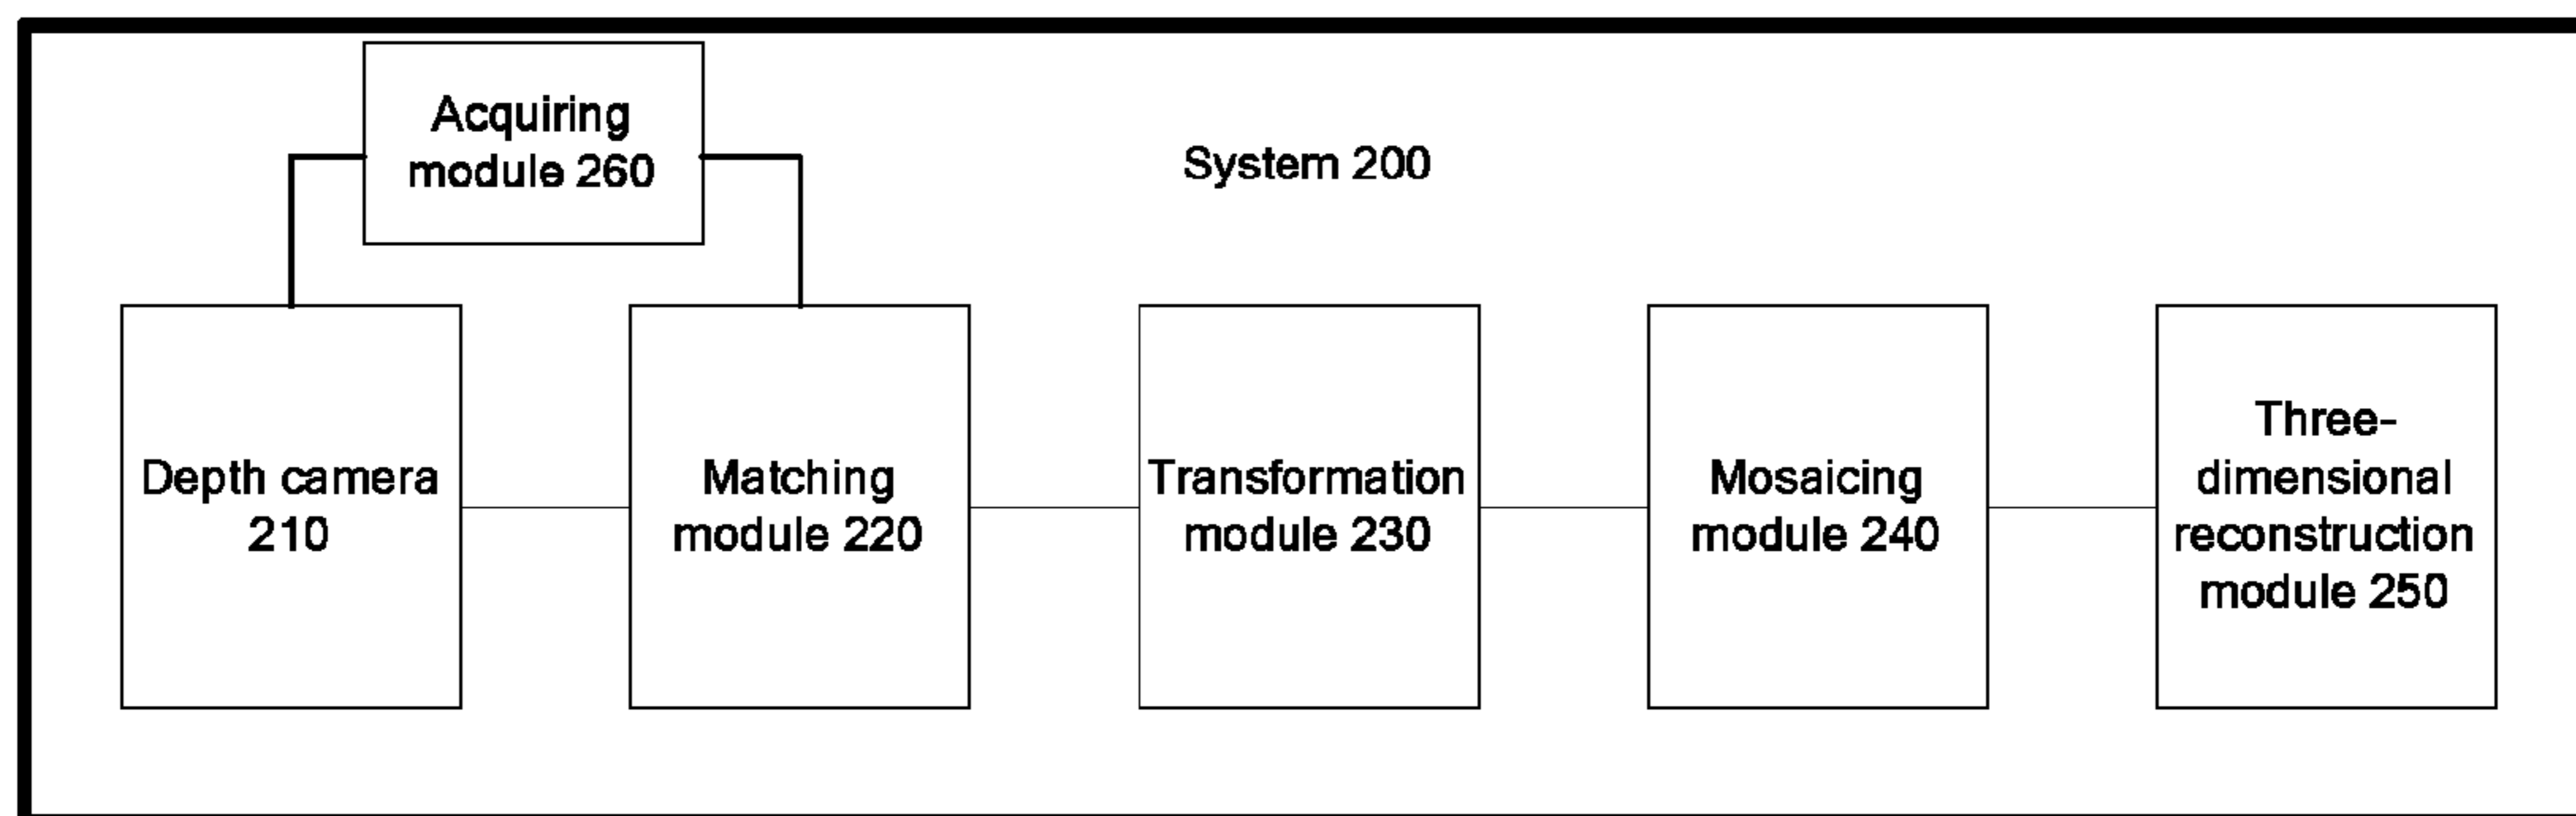 Acquiring
module 260
System 200
Depth camera
210
Matching
module 220
Transformation
module 230
Mosaicing
module 240
Three-
dimensional
reconstruction
module 250